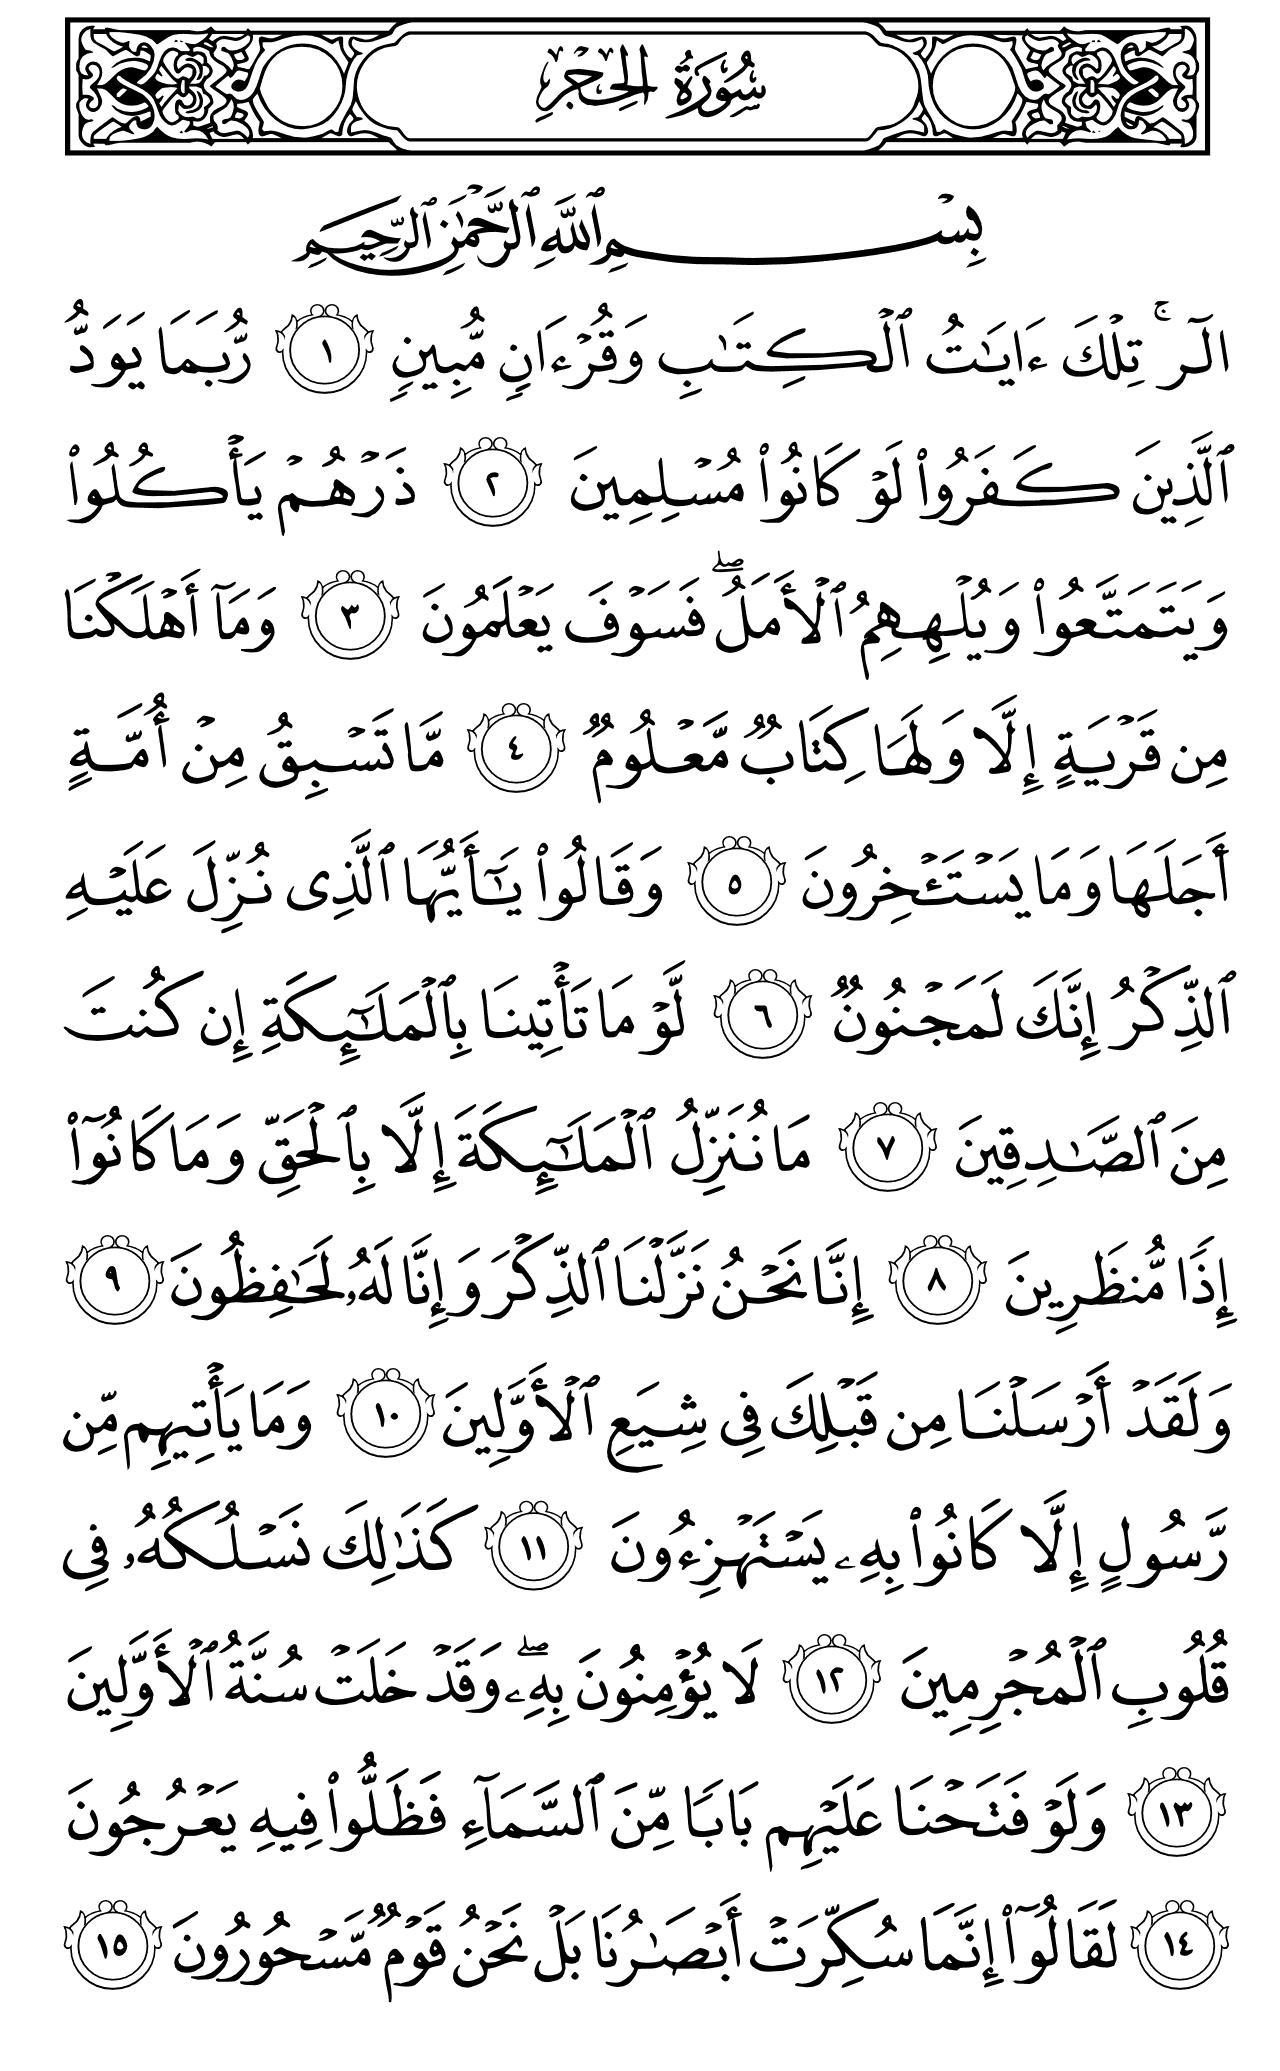 سُورَةُ الحِجْرِ
بِسْمِ ٱللَّهِ ٱلرَّحْمَٰنِ ٱلرَّحِيمِ
الٓر ۚ تِلْكَ ءَايَٰتُ ٱلْكِتَٰبِ وَقُرْءَانٍ مُّبِينٍ ١ رُّبَمَا يَوَدُّ
ٱلَّذِينَ كَفَرُوا۟ لَوْ كَانُوا۟ مُسْلِمِينَ ٢ ذَرْهُمْ يَأْكُلُوا۟
وَيَتَمَتَّعُوا۟ وَيُلْهِهِمُ ٱلْأَمَلُ ۖ فَسَوْفَ يَعْلَمُونَ ٣ وَمَآ أَهْلَكْنَا
مِن قَرْيَةٍ إِلَّا وَلَهَا كِتَابٌ مَّعْلُومٌ ٤ مَّا تَسْبِقُ مِنْ أُمَّةٍ
أَجَلَهَا وَمَا يَسْتَـْٔخِرُونَ ٥ وَقَالُوا۟ يَٰٓأَيُّهَا ٱلَّذِى نُزِّلَ عَلَيْهِ
ٱلذِّكْرُ إِنَّكَ لَمَجْنُونٌ ٦ لَّوْ مَا تَأْتِينَا بِٱلْمَلَٰٓئِكَةِ إِن كُنتَ
مِنَ ٱلصَّٰدِقِينَ ٧ مَا نُنَزِّلُ ٱلْمَلَٰٓئِكَةَ إِلَّا بِٱلْحَقِّ وَمَا كَانُوٓا۟
إِذًا مُّنظَرِينَ ٨ إِنَّا نَحْنُ نَزَّلْنَا ٱلذِّكْرَ وَإِنَّا لَهُۥ لَحَٰفِظُونَ ٩
وَلَقَدْ أَرْسَلْنَا مِن قَبْلِكَ فِى شِيَعِ ٱلْأَوَّلِينَ ١٠ وَمَا يَأْتِيهِم مِّن
رَّسُولٍ إِلَّا كَانُوا۟ بِهِۦ يَسْتَهْزِءُونَ ١١ كَذَٰلِكَ نَسْلُكُهُۥ فِى
قُلُوبِ ٱلْمُجْرِمِينَ ١٢ لَا يُؤْمِنُونَ بِهِۦ ۖ وَقَدْ خَلَتْ سُنَّةُ ٱلْأَوَّلِينَ
١٣ وَلَوْ فَتَحْنَا عَلَيْهِم بَابًا مِّنَ ٱلسَّمَآءِ فَظَلُّوا۟ فِيهِ يَعْرُجُونَ
١٤ لَقَالُوٓا۟ إِنَّمَا سُكِّرَتْ أَبْصَٰرُنَا بَلْ نَحْنُ قَوْمٌ مَّسْحُورُونَ ١٥